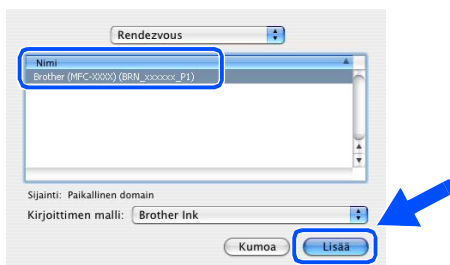 Rendezvous
Nimi
Brother (MFC-XXXX) (BRN_xxxxxx_P1)
Sijainti: Paikallinen domain
Kirjoittimen malli: Brother Ink
Kumoa Lisää